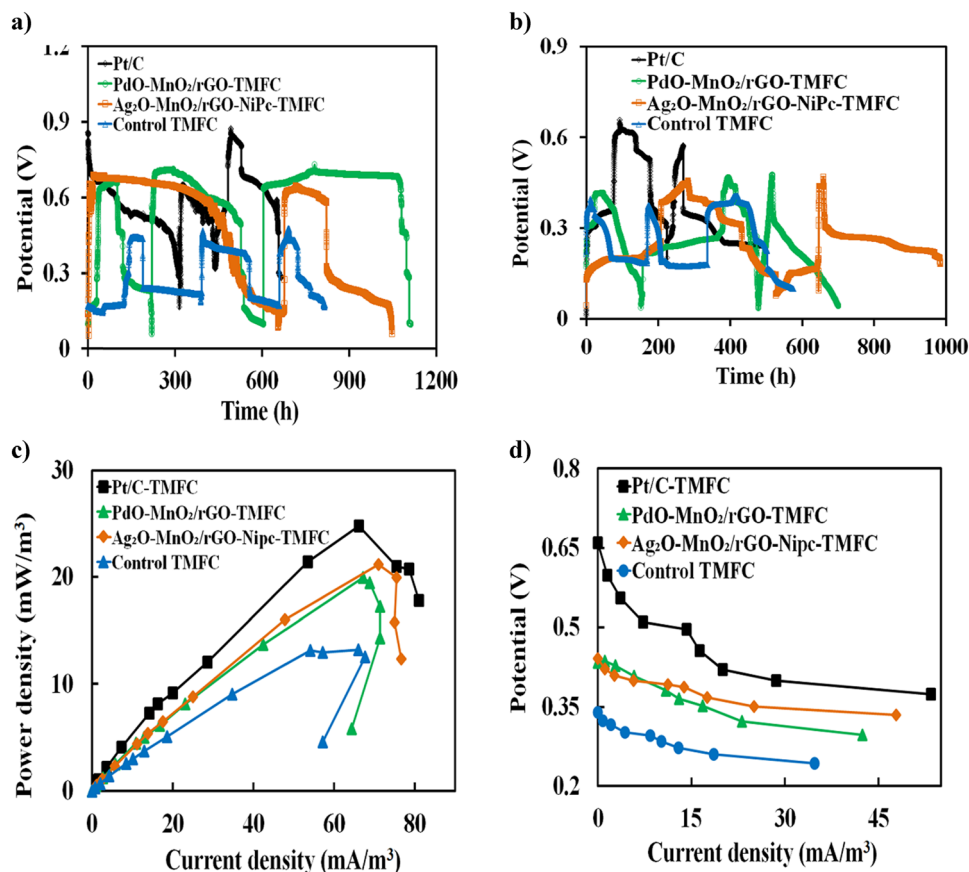 a)
1.2
0.9
0.6
0.3
0
Potential (V)
Pt/C
PdO-MnO₂/rGO-TMFC
Ag₂O-MnO₂/rGO-NiPc-TMFC
Control TMFC
0 300 600 900 1200
Time (h)
b)
0.9
0.6
0.3
0
Potential (V)
Pt/C
PdO-MnO₂/rGO-TMFC
Ag₂O-MnO₂/rGO-NiPc-TMFC
Control TMFC
0 200 400 600 800 1000
Time (h)
c)
30
20
10
0
Power density (mW/m³)
Pt/C-TMFC
PdO-MnO₂/rGO-TMFC
Ag₂O-MnO₂/rGO-Nipc-TMFC
Control TMFC
0 20 40 60 80
Current density (mA/m³)
d)
0.8
0.65
0.5
0.35
0.2
Potential (V)
Pt/C-TMFC
PdO-MnO₂/rGO-TMFC
Ag₂O-MnO₂/rGO-Nipc-TMFC
Control TMFC
0 15 30 45
Current density (mA/m³)